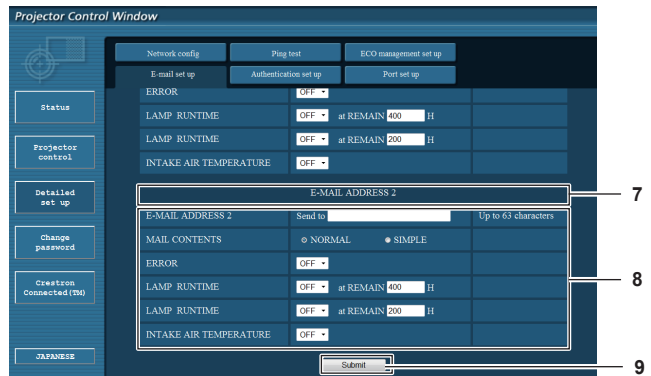 Projector Control Window
Network config Ping test ECO management set up
E-mail set up Authentication set up Port set up
Status
Projector
control
Detailed
set up
Change
password
Crestron
Connected(TM)
JAPANESE
ERROR OFF
LAMP RUNTIME OFF at REMAIN 400 H
LAMP RUNTIME OFF at REMAIN 200 H
INTAKE AIR TEMPERATURE OFF
E-MAIL ADDRESS 2 7
E-MAIL ADDRESS 2 Send to Up to 63 characters
MAIL CONTENTS NORMAL SIMPLE
ERROR OFF
8
LAMP RUNTIME OFF at REMAIN 400 H
LAMP RUNTIME OFF at REMAIN 200 H
INTAKE AIR TEMPERATURE OFF
Submit 9